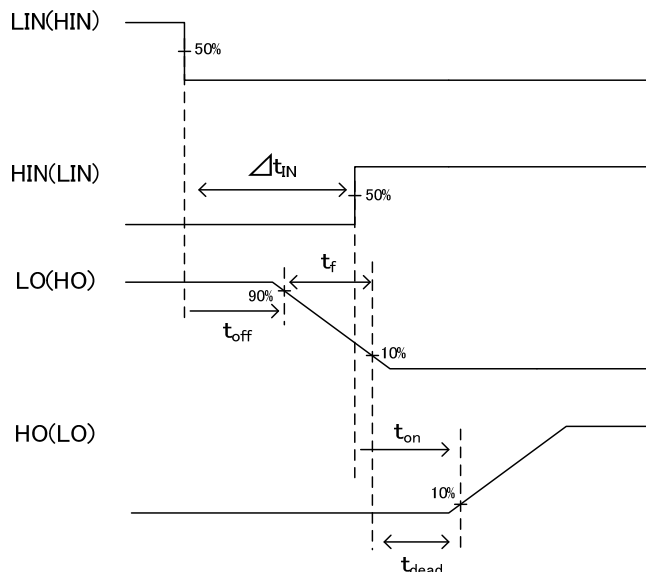 LIN(HIN)
50%
HIN(LIN)
⊿tIN
50%
LO(HO)
tf
90%
toff
10%
HO(LO)
ton
10%
tdead